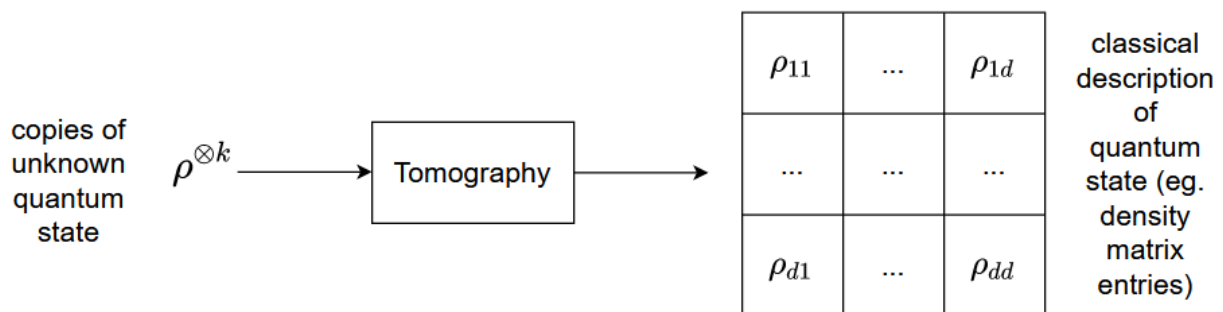 copies of
unknown
quantum
state
ρ⊗k
Tomography
ρ11 ... ρ1d
... ... ...
ρd1 ... ρdd
classical
description
of
quantum
state (eg.
density
matrix
entries)